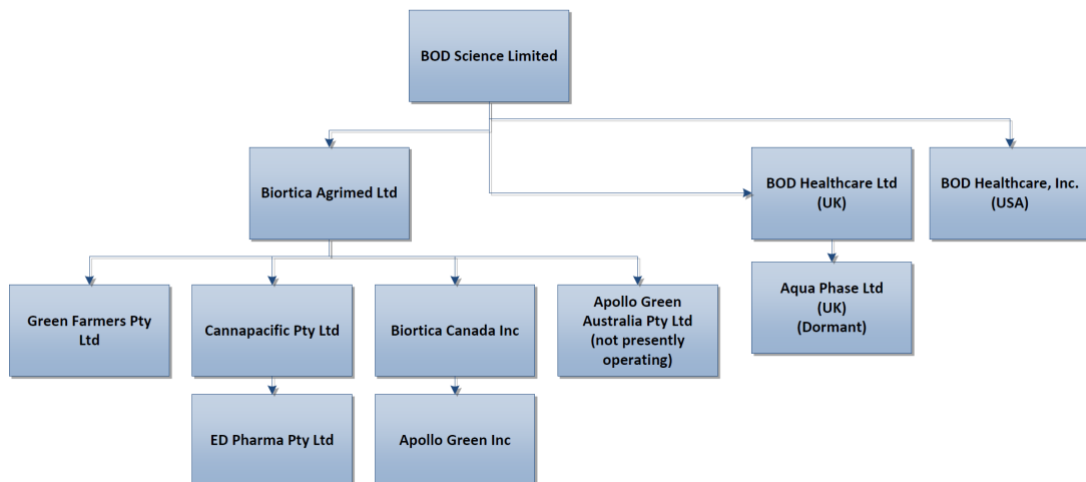 BOD Science Limited
Biortica Agrimed Ltd
BOD Healthcare Ltd
(UK)
BOD Healthcare, Inc.
(USA)
Green Farmers Pty
Ltd
Cannapacific Pty Ltd
Biortica Canada Inc
Apollo Green
Australia Pty Ltd
(not presently
operating)
Aqua Phase Ltd
(UK)
(Dormant)
ED Pharma Pty Ltd
Apollo Green Inc